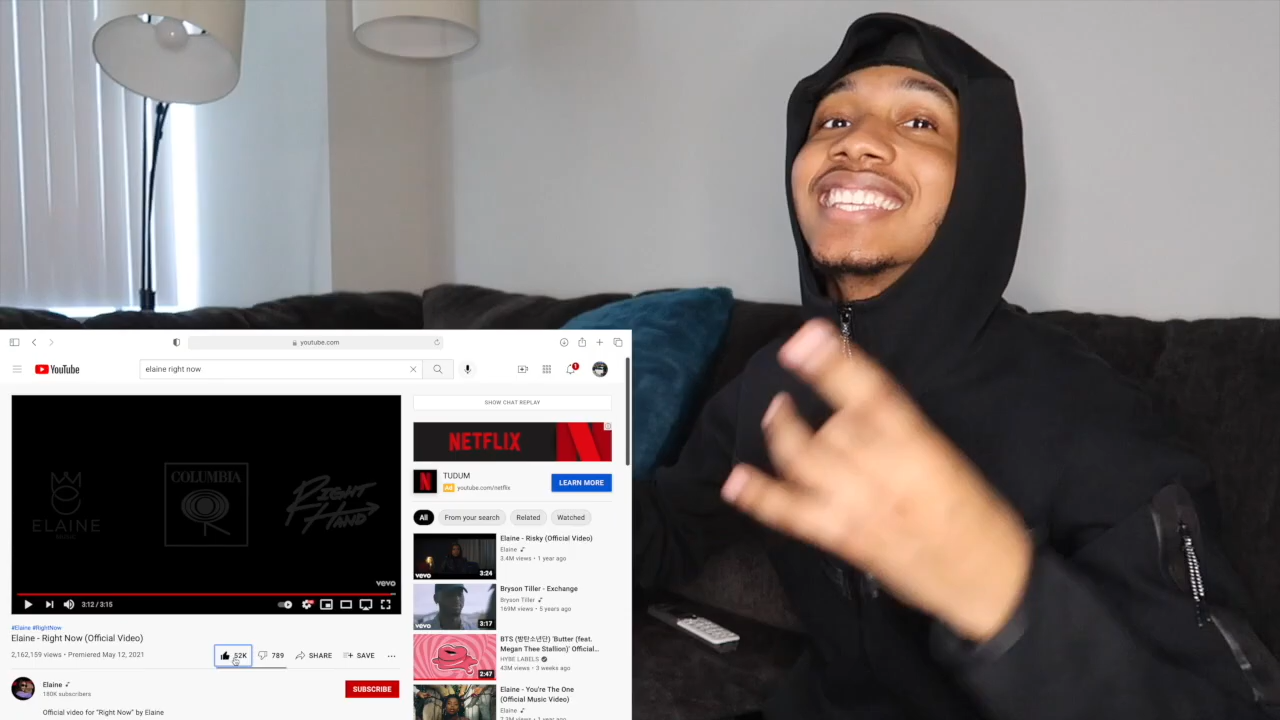 youtube.com
YouTube
elaine right now
1
SHOW CHAT REPLAY
ELAINE
MUSIC
COLUMBIA
RIGHT
HAND
vevo
3:12 / 3:15
NETFLIX
N
TUDUM
Ad youtube.com/netflix
LEARN MORE
All
From your search
Related
Watched
vevo
3:24
Elaine - Risky (Official Video)
Elaine
3.4M views • 1 year ago
vevo
3:17
Bryson Tiller - Exchange
Bryson Tiller
169M views • 5 years ago
2:47
BTS (방탄소년단) 'Butter (feat.
Megan Thee Stallion)' Official...
HYBE LABELS
43M views • 3 weeks ago
Elaine - You're The One
(Official Music Video)
Elaine
#Elaine #RightNow
Elaine - Right Now (Official Video)
2,162,159 views • Premiered May 12, 2021
52K
789
SHARE
SAVE
Elaine
180K subscribers
SUBSCRIBE
Official video for "Right Now" by Elaine